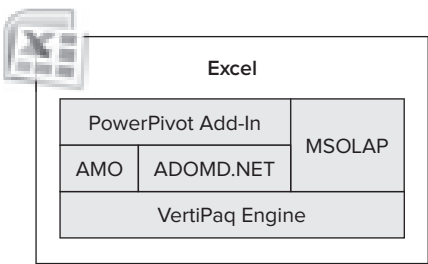 Excel
PowerPivot Add-In
MSOLAP
AMO
ADOMD.NET
VertiPaq Engine